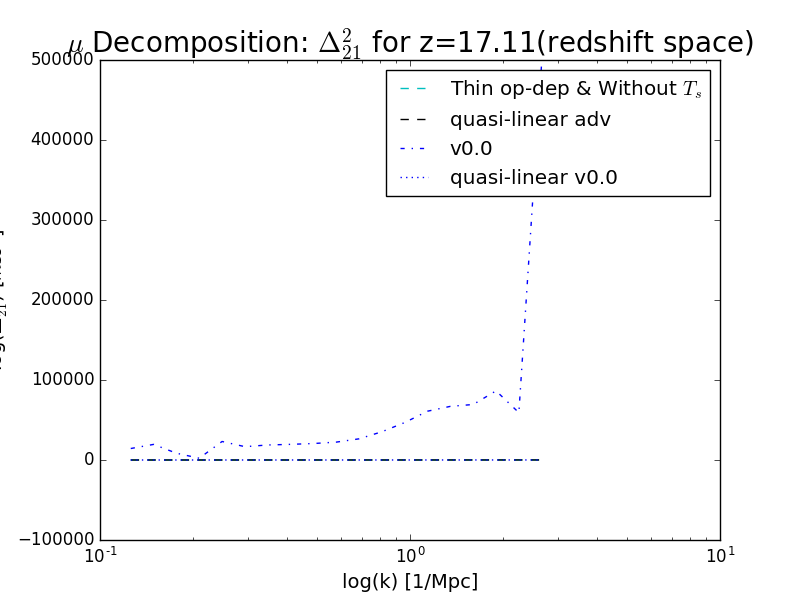 μ Decomposition: Δ²₂₁ for z=17.11(redshift space)
500000
400000
300000
200000
100000
0
−100000
10⁻¹
10⁰
10¹
log(k) [1/Mpc]
Thin op-dep & Without Tₛ
quasi-linear adv
v0.0
quasi-linear v0.0